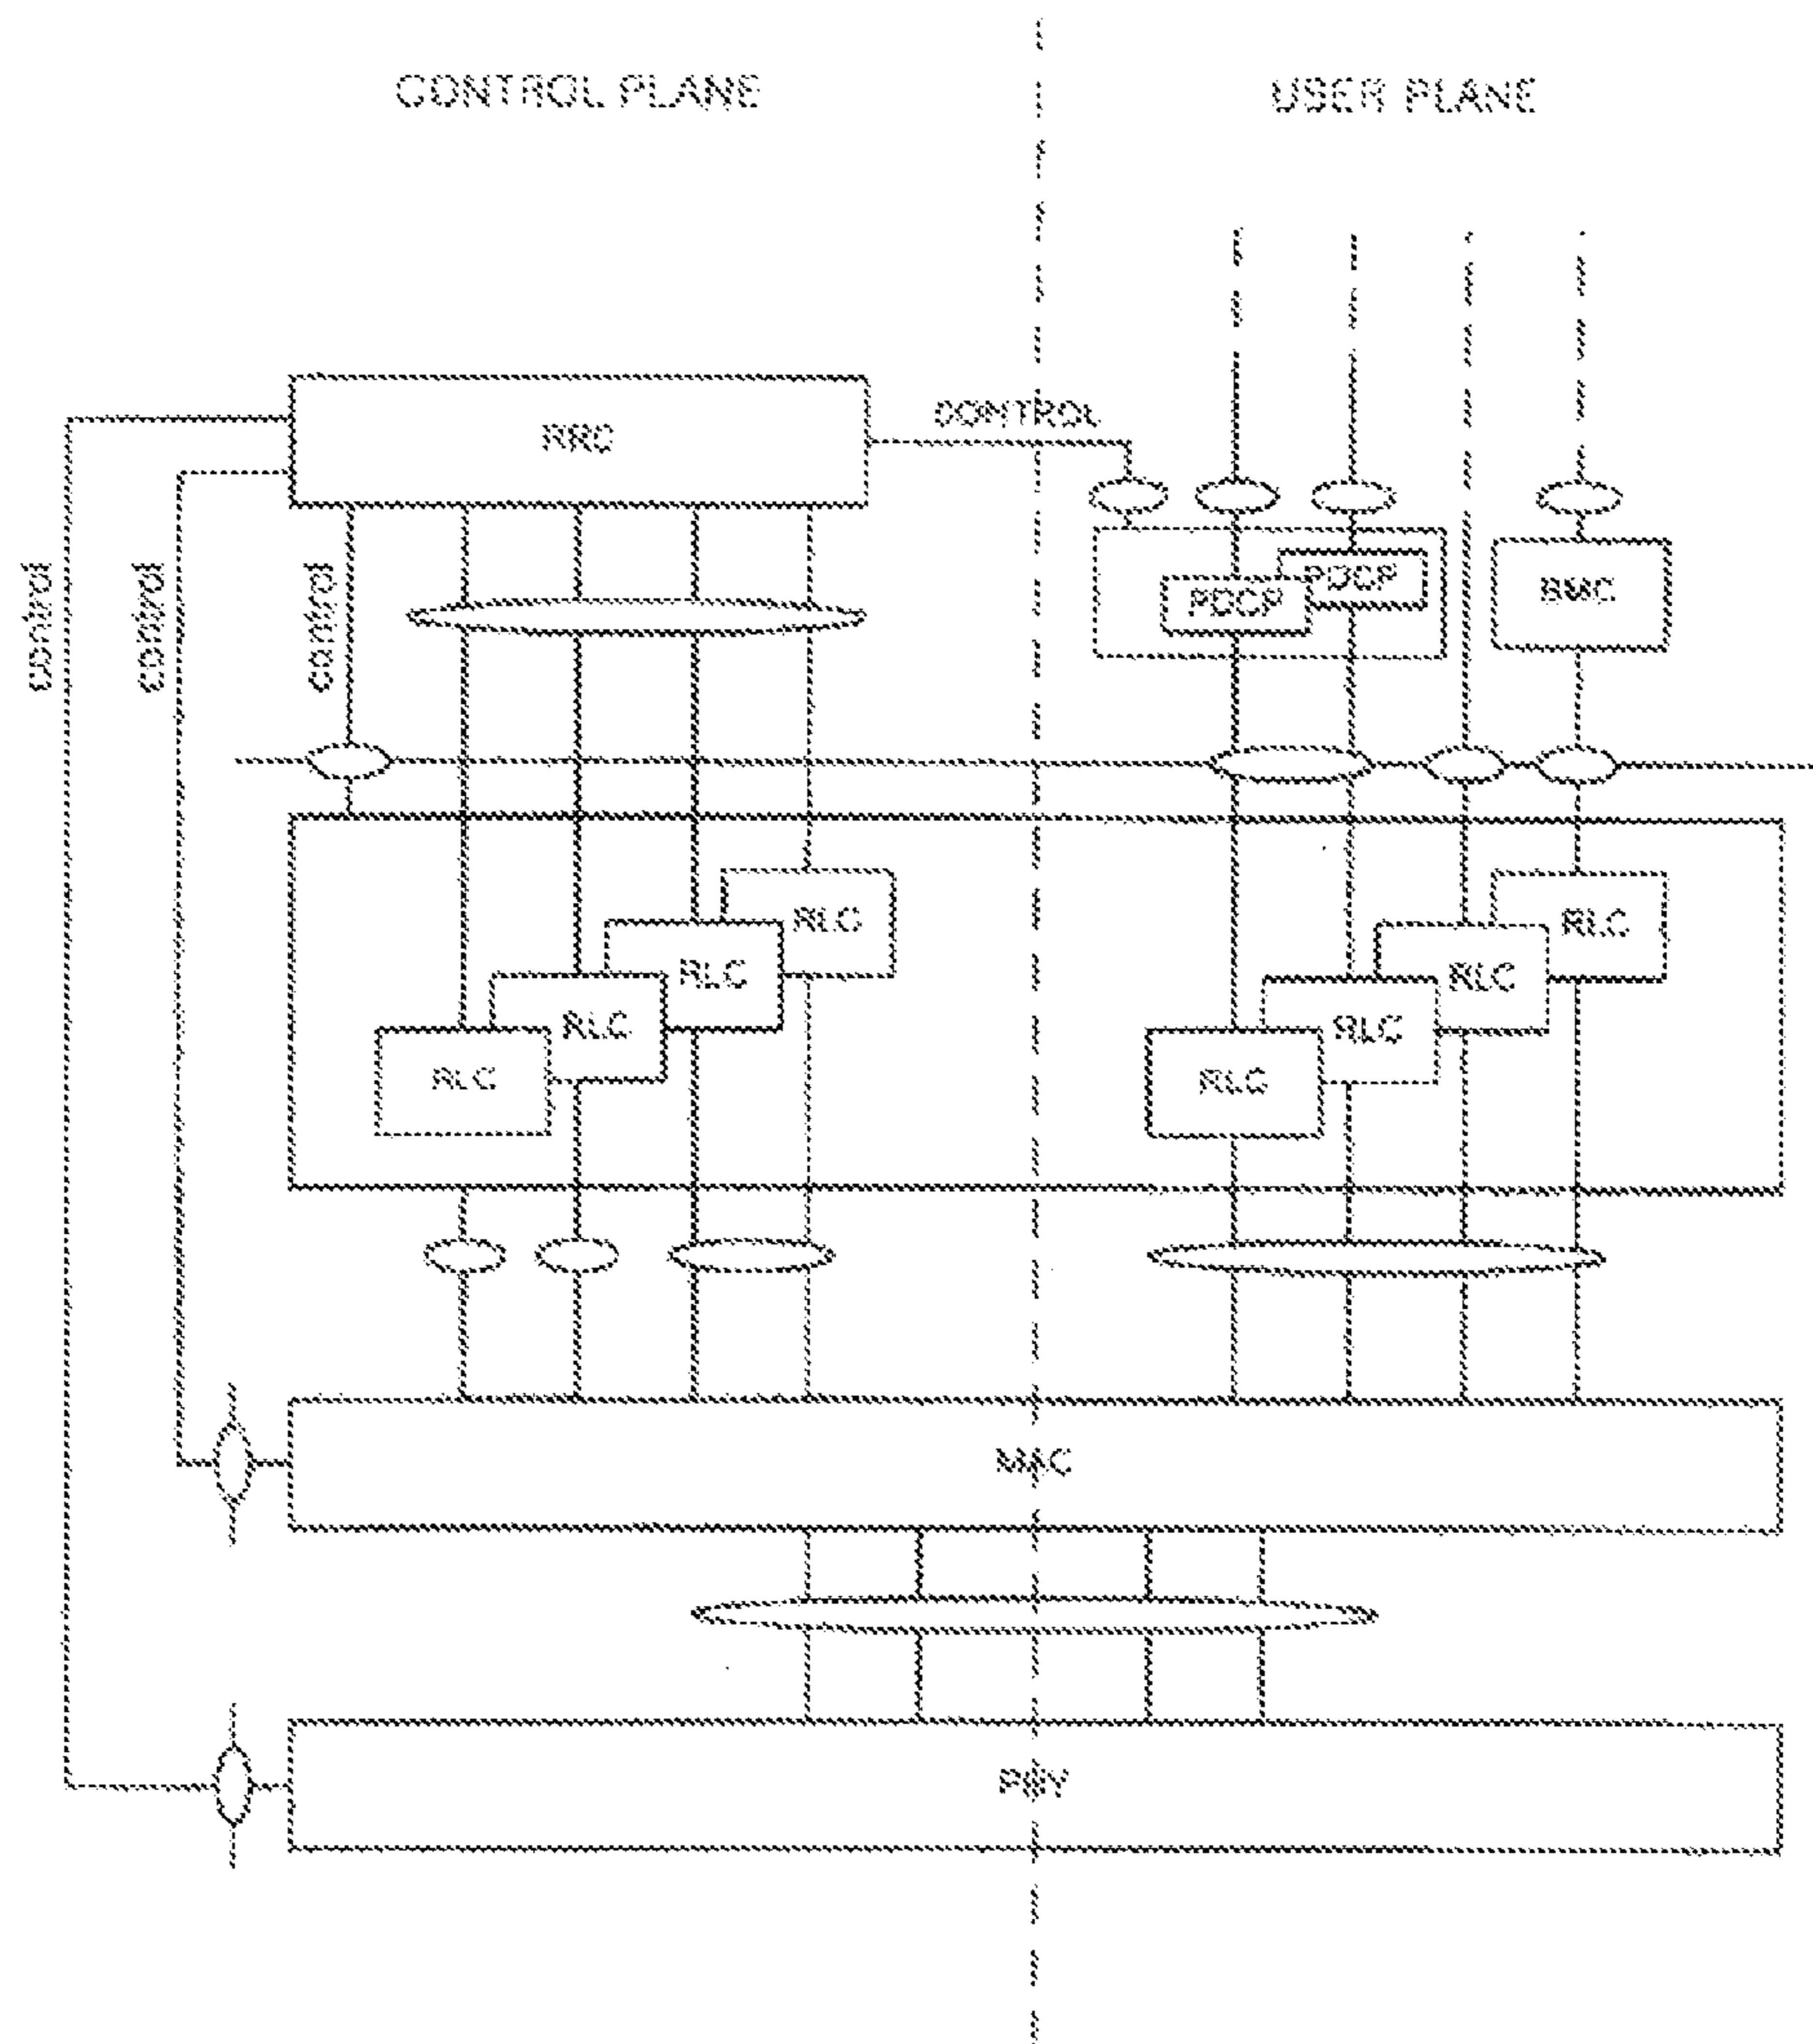 CONTROL PLANE
USER PLANE
RRC
CONTROL
control
control
control
PDCP
PDCP
BMC
RLC
RLC
RLC
RLC
RLC
RLC
RLC
RLC
MAC
PHY